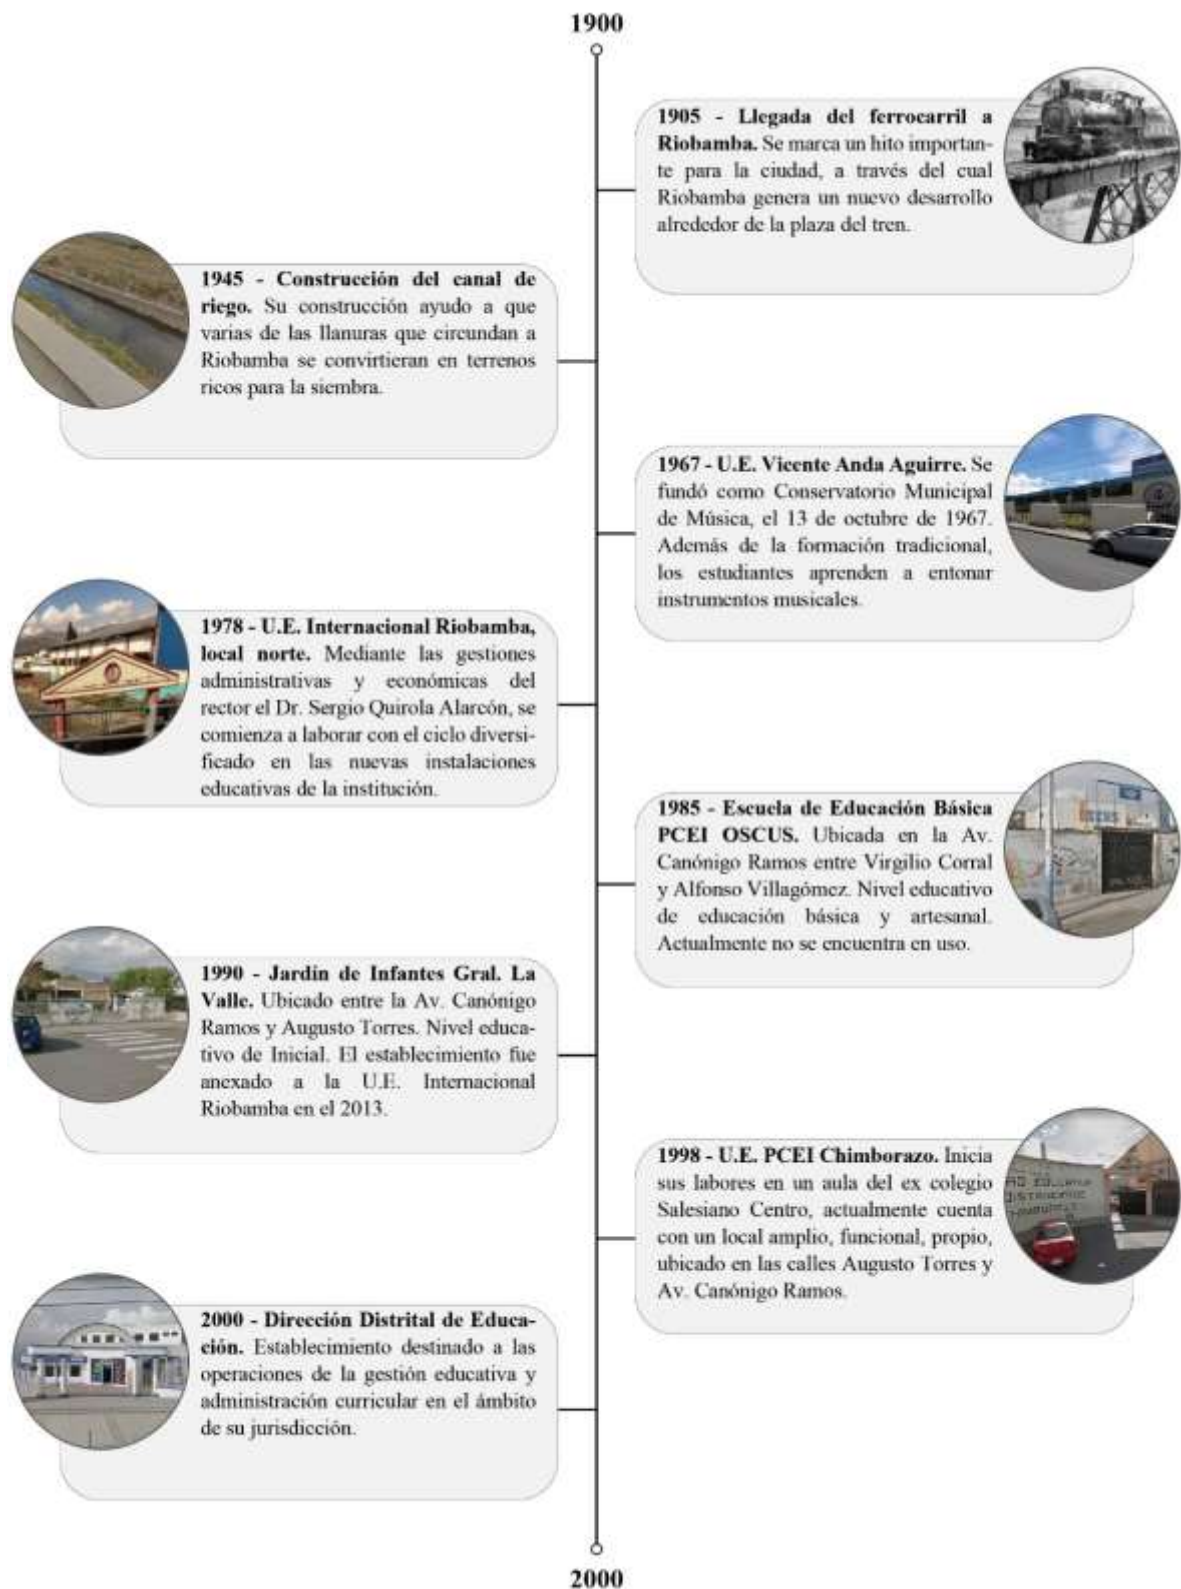 1900
1905 - Llegada del ferrocarril a
Riobamba. Se marca un hito importan-
te para la ciudad, a través del cual
Riobamba genera un nuevo desarrollo
alrededor de la plaza del tren.
1945 - Construcción del canal de
riego. Su construcción ayudo a que
varias de las llanuras que circundan a
Riobamba se convirtieran en terrenos
ricos para la siembra.
1967 - U.E. Vicente Anda Aguirre. Se
fundó como Conservatorio Municipal
de Música, el 13 de octubre de 1967.
Además de la formación tradicional,
los estudiantes aprenden a entonar
instrumentos musicales.
1978 - U.E. Internacional Riobamba,
local norte. Mediante las gestiones
administrativas y económicas del
rector el Dr. Sergio Quirola Alarcón, se
comienza a laborar con el ciclo diversi-
ficado en las nuevas instalaciones
educativas de la institución.
1985 - Escuela de Educación Básica
PCEI OSCUS. Ubicada en la Av.
Canónigo Ramos entre Virgilio Corral
y Alfonso Villagómez. Nivel educativo
de educación básica y artesanal.
Actualmente no se encuentra en uso.
1990 - Jardín de Infantes Gral. La
Valle. Ubicado entre la Av. Canónigo
Ramos y Augusto Torres. Nivel educa-
tivo de Inicial. El establecimiento fue
anexado a la U.E. Internacional
Riobamba en el 2013.
1998 - U.E. PCEI Chimborazo. Inicia
sus labores en un aula del ex colegio
Salesiano Centro, actualmente cuenta
con un local amplio, funcional, propio,
ubicado en las calles Augusto Torres y
Av. Canónigo Ramos.
2000 - Dirección Distrital de Educa-
ción. Establecimiento destinado a las
operaciones de la gestión educativa y
administración curricular en el ámbito
de su jurisdicción.
2000